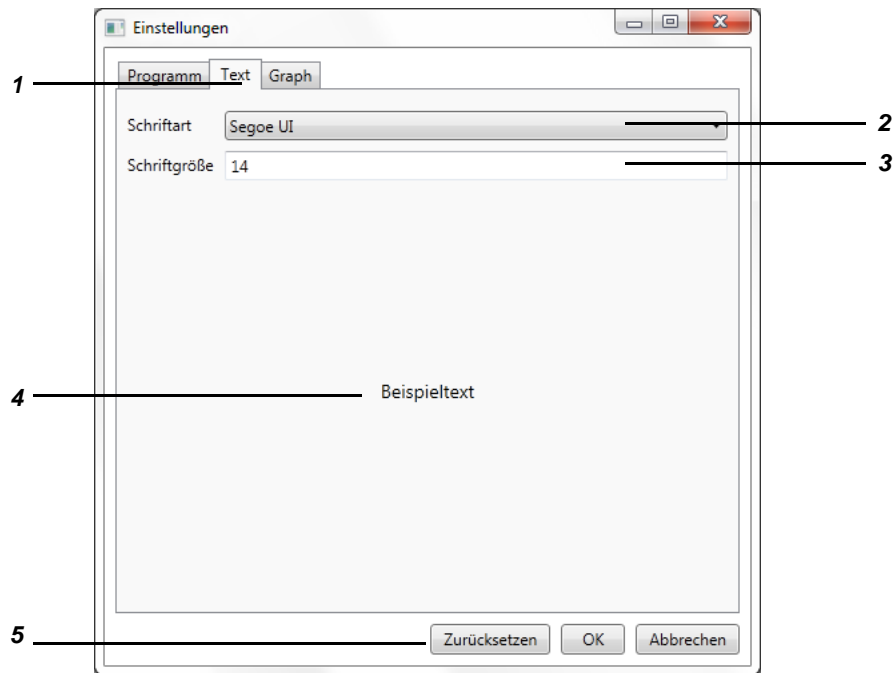 Einstellungen
1 Programm Text Graph
Schriftart Segoe UI 2
Schriftgröße 14 3
4 Beispieltext
5 Zurücksetzen OK Abbrechen